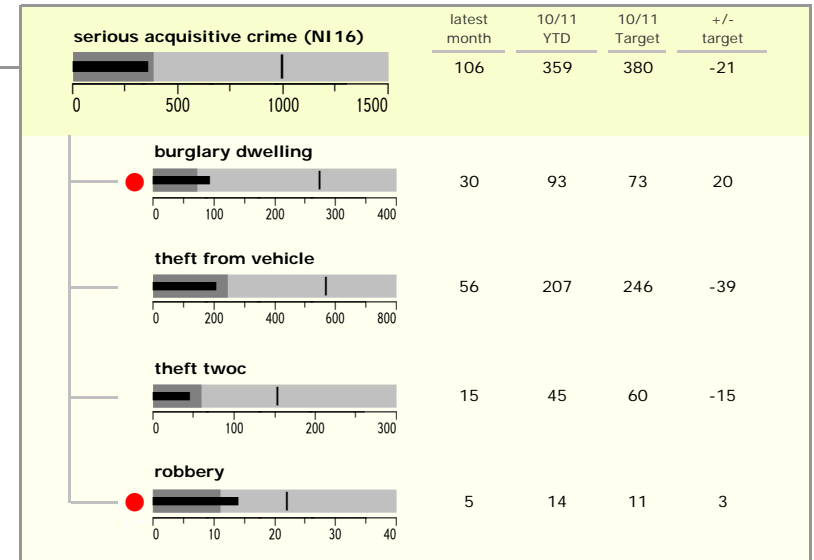 latest 10/11 10/11 +/-
month YTD Target target
serious acquisitive crime (NI16)
106 359 380 -21
0 500 1000 1500
burglary dwelling
30 93 73 20
0 100 200 300 400
theft from vehicle
56 207 246 -39
0 200 400 600 800
theft twoc
15 45 60 -15
0 100 200 300
robbery
5 14 11 3
0 10 20 30 40